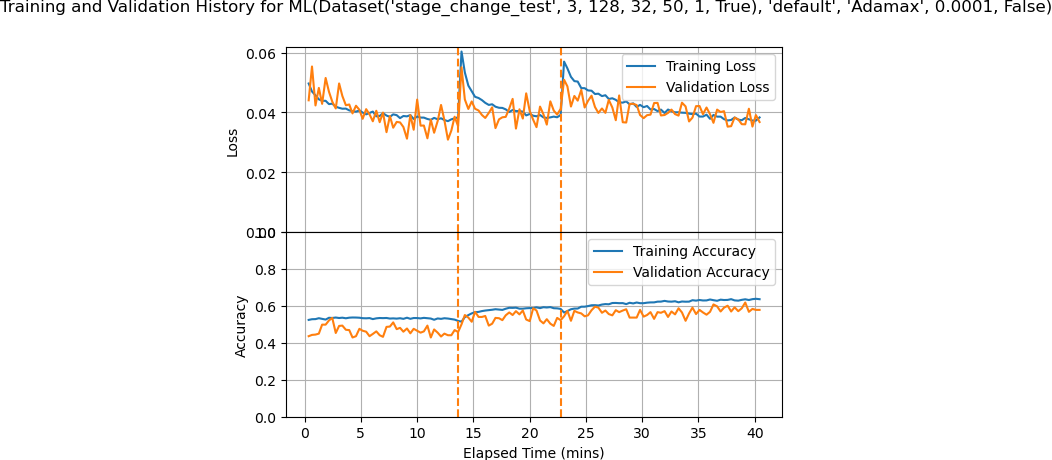 Training and Validation History for ML(Dataset('stage_change_test', 3, 128, 32, 50, 1, True), 'default', 'Adamax', 0.0001, False)
0.06
0.04
0.02
0.00
Loss
Training Loss
Validation Loss
1.0
0.8
0.6
0.4
0.2
0.0
Accuracy
Training Accuracy
Validation Accuracy
0 5 10 15 20 25 30 35 40
Elapsed Time (mins)